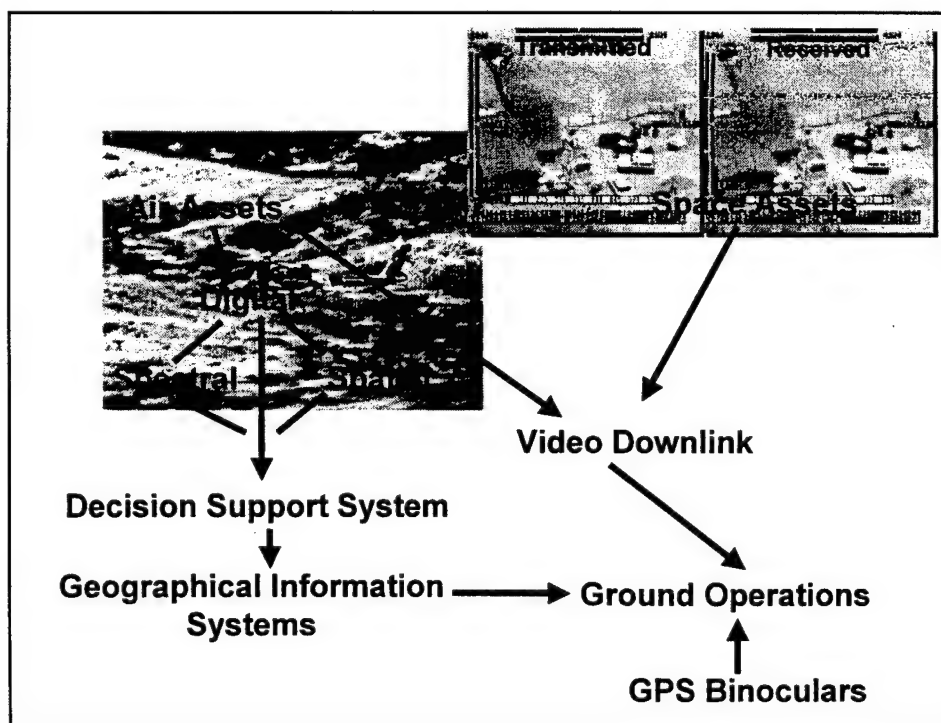 Transmitted
Received
Air Assets
Space Assets
Digital
Spectral
Spatial
Video Downlink
Decision Support System
Geographical Information
Systems
Ground Operations
GPS Binoculars